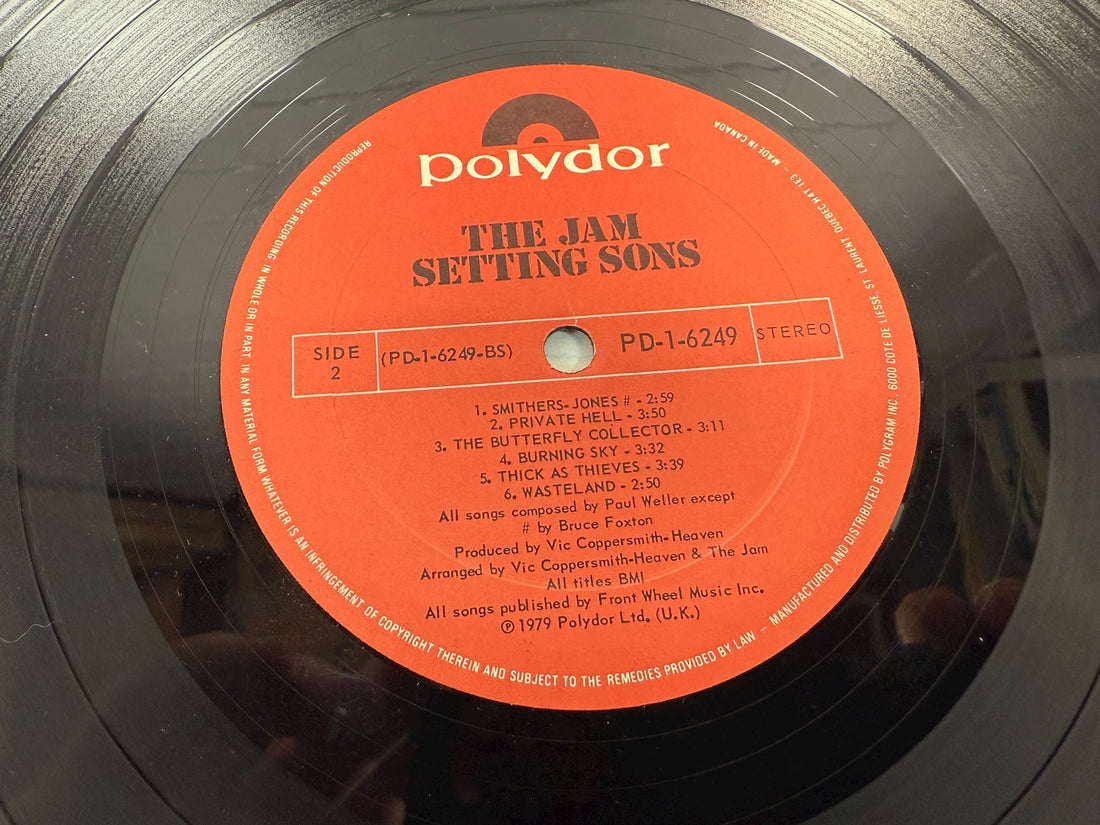 polydor
THE JAM
SETTING SONS
SIDE 2
(PD-1-6249-BS)
PD-1-6249
STEREO
1. SMITHERS-JONES # - 2:59
2. PRIVATE HELL - 3:50
3. THE BUTTERFLY COLLECTOR - 3:11
4. BURNING SKY - 3:32
5. THICK AS THIEVES - 3:39
6. WASTELAND - 2:50
All songs composed by Paul Weller except
# by Bruce Foxton
Produced by Vic Coppersmith-Heaven
Arranged by Vic Coppersmith-Heaven & The Jam
All titles BMI
All songs published by Front Wheel Music Inc.
℗ 1979 Polydor Ltd. (U.K.)
REPRODUCTION OF THIS RECORDING, IN WHOLE OR IN PART, IN ANY MATERIAL FORM WHATEVER IS AN INFRINGEMENT OF COPYRIGHT THEREIN AND SUBJECT TO THE REMEDIES PROVIDED BY LAW – MANUFACTURED AND DISTRIBUTED BY POLYGRAM INC, 6000 COTE DE LIESSE, ST LAURENT, QUEBEC H4T 1E3 – MADE IN CANADA